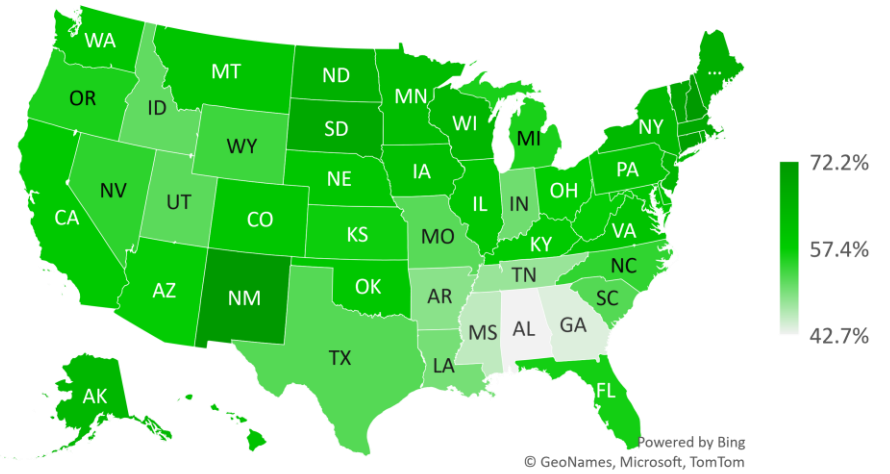 WA
MT
ND
MN
...
OR
ID
SD
WI
NY
WY
MI
IA
PA
72.2%
NE
NV
UT
IL
IN
OH
CA
CO
VA
KS
MO
KY
57.4%
NC
TN
AZ
NM
OK
AR
SC
MS
AL
GA
42.7%
TX
LA
AK
FL
Powered by Bing
© GeoNames, Microsoft, TomTom